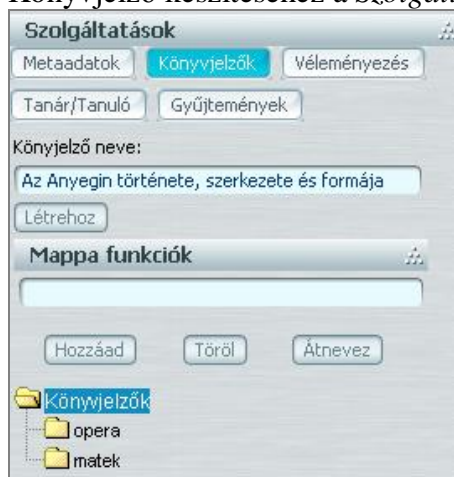 Szolgáltatások
Metaadatok Könyvjelzők Véleményezés
Tanár/Tanuló Gyűjtemények
Könyjelző neve:
Az Anyegin története, szerkezete és formája
Létrehoz
Mappa funkciók
Hozzáad Töröl Átnevez
Könyvjelzők
opera
matek